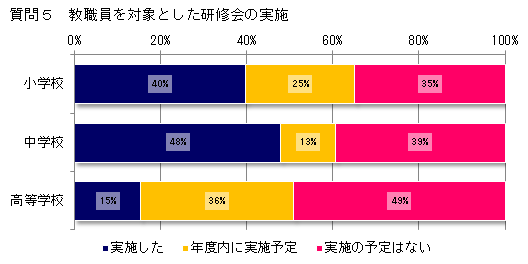 質問５　教職員を対象とした研修会の実施
0% 20% 40% 60% 80% 100%
小学校 40% 25% 35%
中学校 48% 13% 39%
高等学校 15% 36% 49%
実施した 年度内に実施予定 実施の予定はない